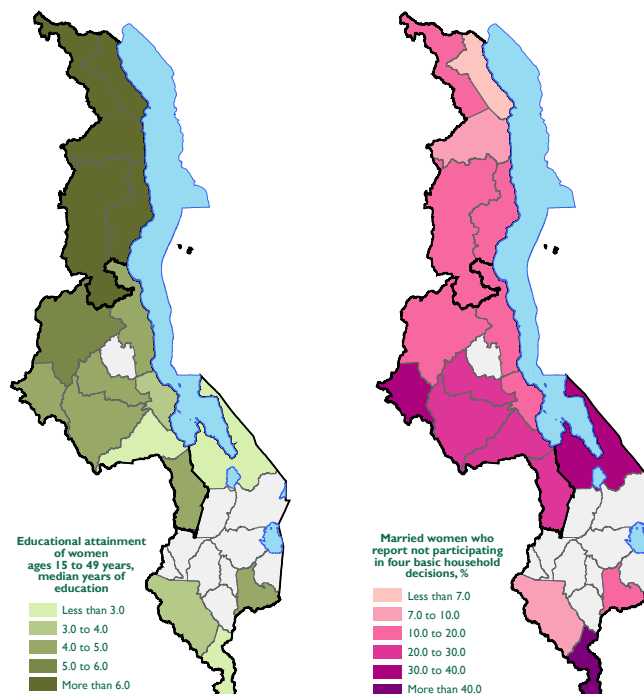 Educational attainment
of women
ages 15 to 49 years,
median years of
education
Less than 3.0
3.0 to 4.0
4.0 to 5.0
5.0 to 6.0
More than 6.0
Married women who
report not participating
in four basic household
decisions, %
Less than 7.0
7.0 to 10.0
10.0 to 20.0
20.0 to 30.0
30.0 to 40.0
More than 40.0